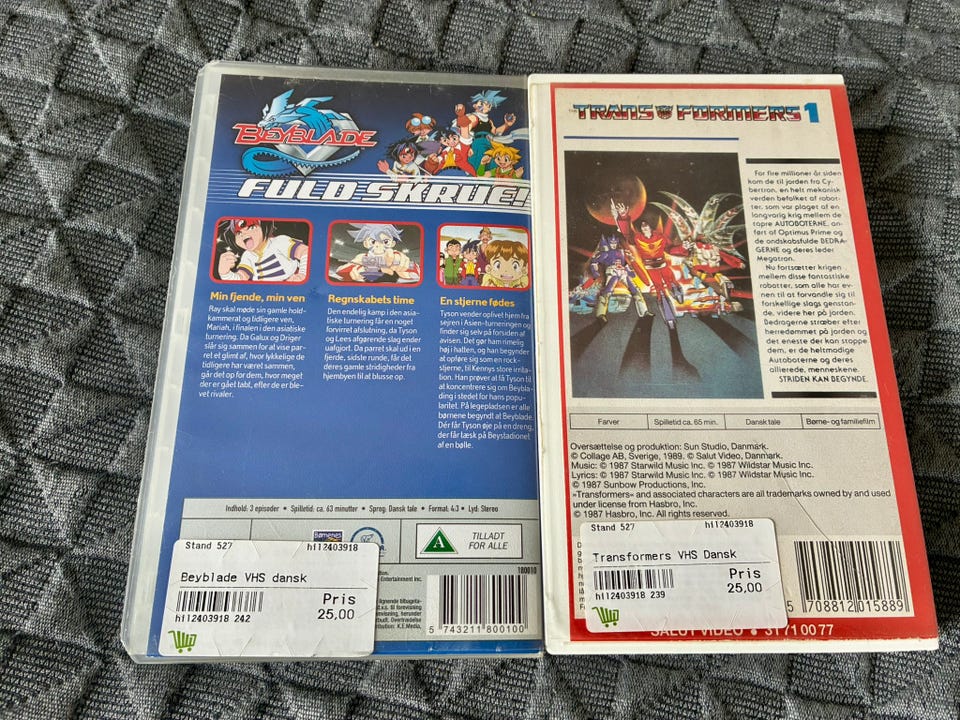 BEYBLADE
FULD SKRUE!
Min fjende, min ven
Ray skal møde sin gamle hold-
kammerat og tidligere ven,
Mariah, i finalen i den asiatiske
turnering. Da Galux og Driger
slår sig sammen for at vise par-
ret et glimt af, hvor lykkelige de
tidligere har været sammen,
går det op for dem, hvor meget
der er gået tabt, efter de er ble-
vet rivaler.
Regnskabets time
Den endelig kamp i den asia-
tiske turnering får en noget
forvirret afslutning, da Tyson
og Lees afgørende slag ender
uafgjort. Da parret skal ud i en
fjerde, sidste runde, får det
deres gamle stridigheder fra
hjembyen til at blusse op.
En stjerne fødes
Tyson vender oplivet hjem fra
sejren i Asien-turneringen og
finder sig selv på forsiden af
avisen. Det gør ham rimelig
høj i hatten, og han begynder
at opføre sig som en rock-
stjerne, til Kennys store irrita-
tion. Han prøver at få Tyson til
at koncentrere sig om Beybla-
ding i stedet for hans popu-
laritet. På legepladsen er alle
børnene begyndt at Beyblade.
Dér får Tyson øje på en dreng,
der får tæsk på Beystadionet
af en bølle.
Indhold: 3 episoder • Spilletid: ca. 63 minutter • Sprog: Dansk tale • Format: 4:3 • Lyd: Stereo
A
TILLADT
FOR ALLE
Stand 527 hl12403918
Beyblade VHS dansk
Pris
25,00
hl12403918 242
Entertainment Inc.
180010
5 743211 800100
TRANSFORMERS 1
For fire millioner år siden
kom de til jorden fra Cy-
bertron, en helt mekanisk
verden befolket af robot-
ter, som var plaget af en
langvarig krig mellem de
tapre AUTOBOTERNE, an-
ført af Optimus Prime og
de ondskabsfulde BEDRA-
GERNE og deres leder
Megatron.
Nu fortsætter krigen
mellem disse fantastiske
robotter, som alle har ev-
nen til at forvandle sig til
forskellige slags genstan-
de, videre her på jorden.
Bedragerne stræber efter
herredømmet på jorden og
det eneste der kan stoppe
dem, er de heltmodige
Autoboterne og deres
allierede, menneskene.
STRIDEN KAN BEGYNDE.
Farver Spilletid ca. 65 min. Dansk tale Børne- og familiefilm
Oversættelse og produktion: Sun Studio, Danmark.
© Collage AB, Sverige, 1989. © Salut Video, Danmark.
Music: © 1987 Starwild Music Inc. © 1987 Wildstar Music Inc.
Lyrics: © 1987 Starwild Music Inc. © 1987 Wildstar Music Inc.
© 1987 Sunbow Productions, Inc.
»Transformers« and associated characters are all trademarks owned by and used
under license from Hasbro, Inc.
© 1987 Hasbro, Inc. All rights reserved.
Stand 527 hl12403918
Transformers VHS Dansk
Pris
25,00
hl12403918 239
5 708812 015889
SALUT VIDEO • 31 71 00 77